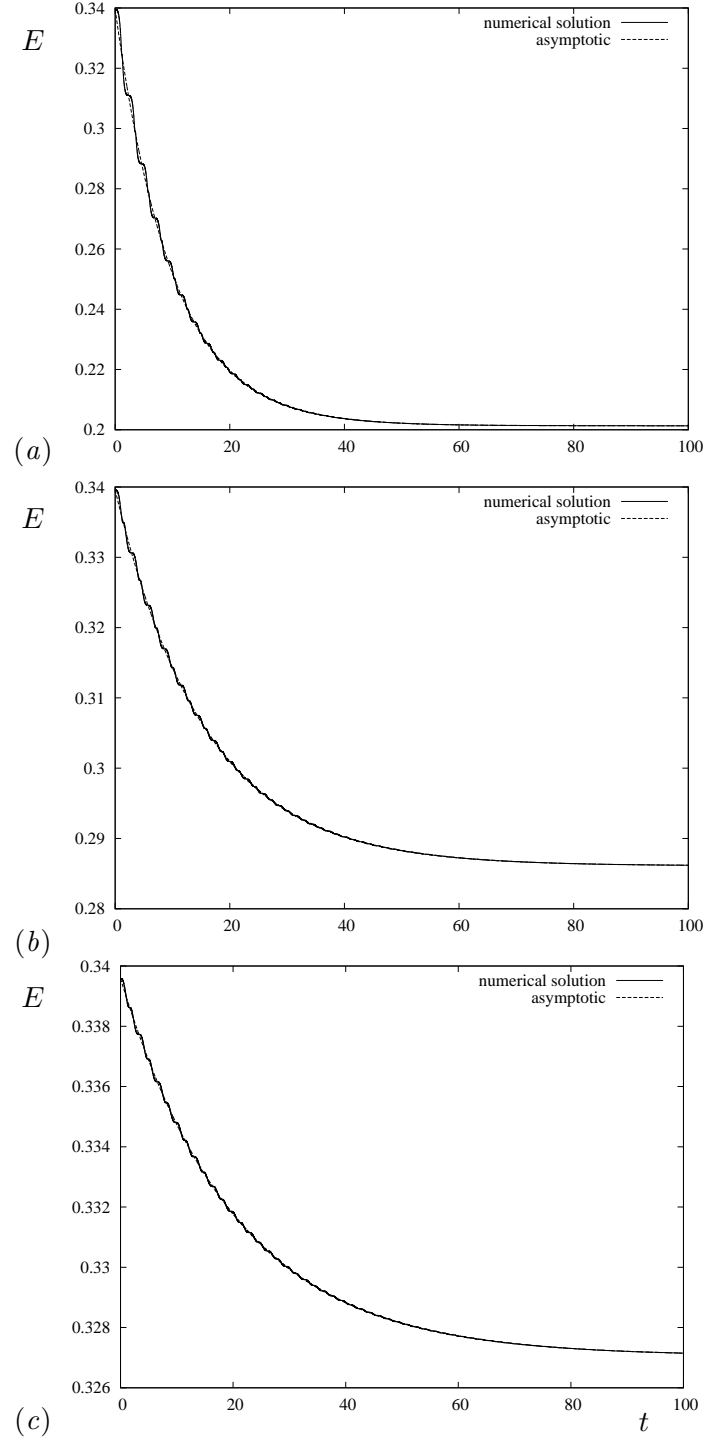 0.34
E
numerical solution
asymptotic
0.32
0.3
0.28
0.26
0.24
0.22
0.2
0 20 40 60 80 100
(a)
0.34
E
numerical solution
asymptotic
0.33
0.32
0.31
0.3
0.29
0.28
0 20 40 60 80 100
(b)
0.34
E
numerical solution
asymptotic
0.338
0.336
0.334
0.332
0.33
0.328
0.326
0 20 40 60 80 100
(c) t